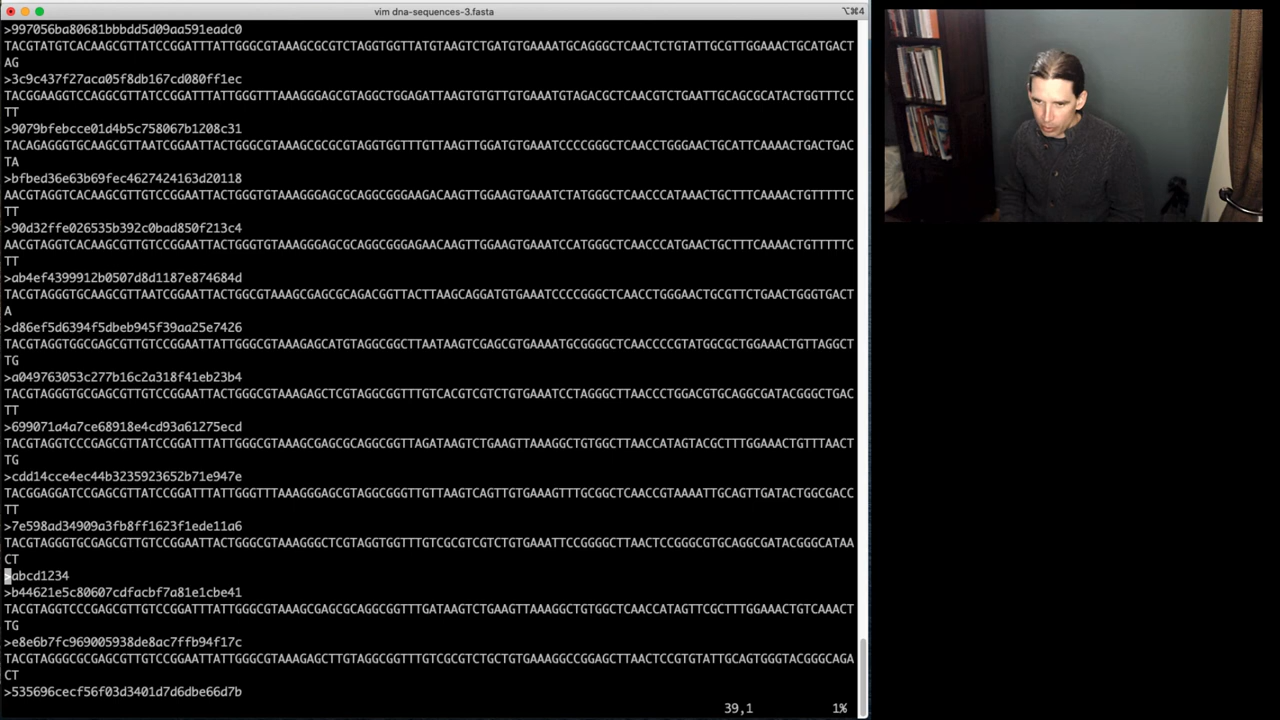 vim dna-sequences-3.fasta
⌥⌘4
>997056ba80681bbbdd5d09aa591eadc0
TACGTATGTCACAAGCGTTATCCGGATTTATTGGGCGTAAAGCGCGTCTAGGTGGTTATGTAAGTCTGATGTGAAAATGCAGGGCTCAACTCTGTATTGCGTTGGAAACTGCATGACT
AG
>3c9c437f27aca05f8db167cd080ff1ec
TACGGAAGGTCCAGGCGTTATCCGGATTTATTGGGTTTAAAGGGAGCGTAGGCTGGAGATTAAGTGTGTTGTGAAATGTAGACGCTCAACGTCTGAATTGCAGCGCATACTGGTTTCC
TT
>9079bfebcce01d4b5c758067b1208c31
TACAGAGGGTGCAAGCGTTAATCGGAATTACTGGGCGTAAAGCGCGCGTAGGTGGTTTGTTAAGTTGGATGTGAAATCCCCGGGCTCAACCTGGGAACTGCATTCAAAACTGACTGAC
TA
>bfbed36e63b69fec4627424163d20118
AACGTAGGGTGCAAGCGTTGTCCGGAATTACTGGGTGTAAAGGGAGCGCAGGCGGGAAGACAAGTTGGAAGTGAAATCTATGGGCTCAACCCATAAACTGCTTTCAAAACTGTTTTTC
TT
>90d32ffe026535b392c0bad850f213c4
AACGTAGGTCACAAGCGTTGTCCGGAATTACTGGGTGTAAAGGGAGCGCAGGCGGGAGAACAAGTTGGAAGTGAAATCCATGGGCTCAACCCATGAACTGCTTTCAAAACTGTTTTTC
TT
>ab4ef4399912b0507d8d1187e874684d
TACGTAGGGTGCAAGCGTTAATCGGAATTACTGGCGTAAAGCGAGCGCAGACGGTTACTTAAGCAGGATGTGAAATCCCCGGGCTCAACCTGGGAACTGCGTTCTGAACTGGGTGACT
A
>d86ef5d6394f5dbeb945f39aa25e7426
TACGTAGGTGGCGAGCGTTGTCCGGAATTATTGGGCGTAAAGAGCATGTAGGCGGCTTAATAAGTCGAGCGTGAAAATGCGGGGCTCAACCCCGTATGGCGCTGGAAACTGTTAGGCT
TG
>a049763053c277b16c2a318f41eb23b4
TACGTAGGGTGCGAGCGTTGTCCGGAATTACTGGGCGTAAAGAGCTCGTAGGCGGTTTGTCACGTCGTCTGTGAAATCCTAGGGCTTAACCCTGGACGTGCAGGCGATACGGGCTGAC
TT
>699071a4a7ce68918e4cd93a61275ecd
TACGTAGGTCCCGAGCGTTATCCGGATTTATTGGGCGTAAAGCGAGCGCAGGCGGTTAGATAAGTCTGAAGTTAAAGGCTGTGGCTTAACCATAGTACGCTTTGGAAACTGTTTAACT
TG
>cdd14cce4ec44b3235923652b71e947e
TACGGAGGATCCGAGCGTTATCCGGATTTATTGGGTTTAAAGGGAGCGTAGGCGGGTTGTTAAGTCAGTTGTGAAAGTTTGCGGCTCAACCGTAAAATTGCAGTTGATACTGGCGACC
TT
>7e598ad34909a3fb8ff1623f1ede11a6
TACGTAGGGTGCGAGCGTTGTCCGGAATTACTGGGCGTAAAGGGCTCGTAGGTGGTTTGTCGCGTCGTCTGTGAAATTCCGGGGCTTAACTCCGGGCGTGCAGGCGATACGGGCATAA
CT
>abcd1234
>b44621e5c80607cdfacbf7a81e1cbe41
TACGTAGGTCCCGAGCGTTGTCCGGATTTATTGGGCGTAAAGCGAGCGCAGGCGGTTTGATAAGTCTGAAGTTAAAGGCTGTGGCTCAACCATAGTTCGCTTTGGAAACTGTCAAACT
TG
>e8e6b7fc969005938de8ac7ffb94f17c
TACGTAGGGCGCGAGCGTTGTCCGGAATTATTGGGCGTAAAGAGCTTGTAGGCGGTTTGTCGCGTCTGCTGTGAAAGGCCGGAGCTTAACTCCGTGTATTGCAGTGGGTACGGGCAGA
CT
>535696cecf56f03d3401d7d6dbe66d7b
39,1
1%